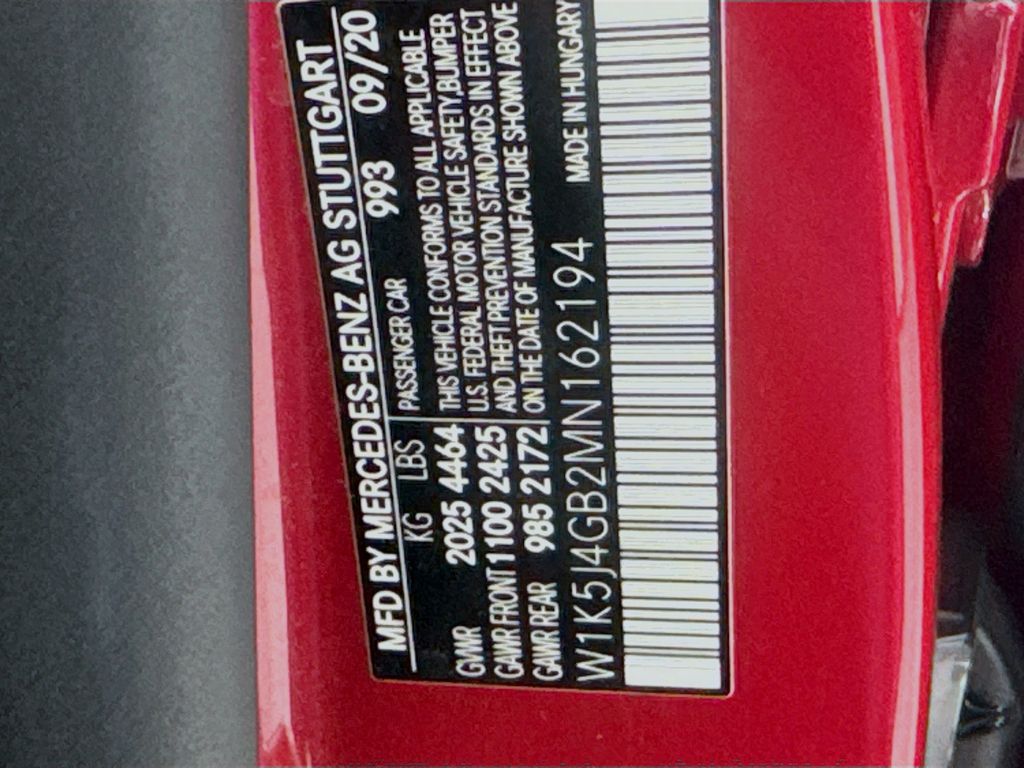 MFD BY MERCEDES-BENZ AG STUTTGART
KG LBS 993 09/20
PASSENGER CAR
GVWR 2025 4464
GAWR FRONT 1100 2425
GAWR REAR 985 2172
THIS VEHICLE CONFORMS TO ALL APPLICABLE
U.S. FEDERAL MOTOR VEHICLE SAFETY,BUMPER
AND THEFT PREVENTION STANDARDS IN EFFECT
ON THE DATE OF MANUFACTURE SHOWN ABOVE
W1K5J4GB2MN162194 MADE IN HUNGARY